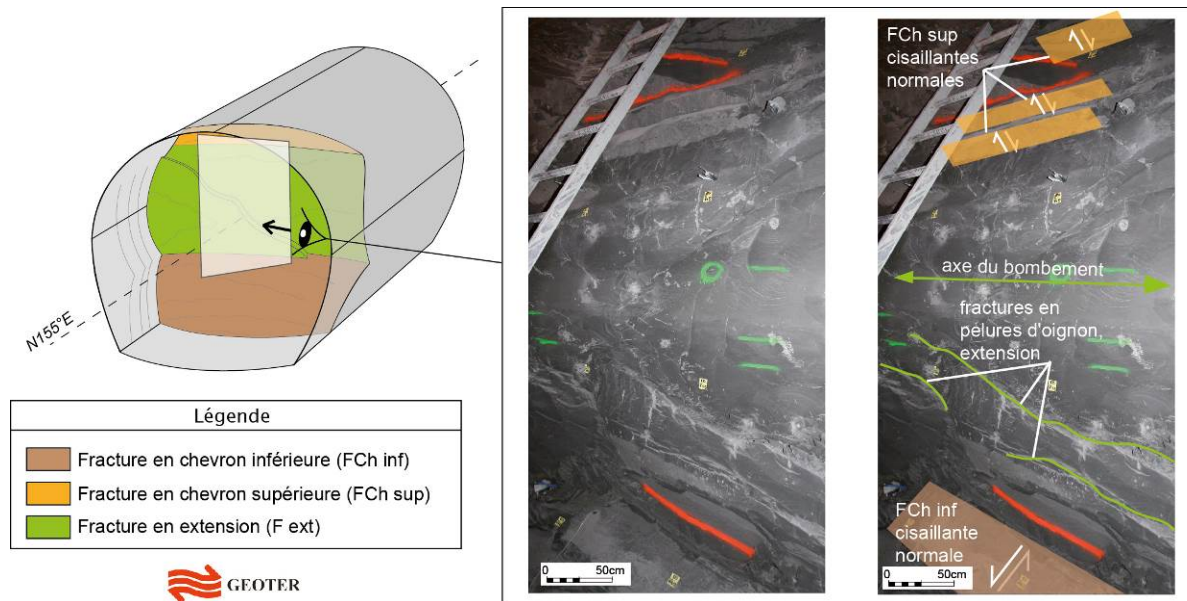 N155°E
Légende
Fracture en chevron inférieure (FCh inf)
Fracture en chevron supérieure (FCh sup)
Fracture en extension (F ext)
GEOTER
0 50cm
FCh sup
cisaillantes
normales
axe du bombement
fractures en
pelures d'oignon,
extension
FCh inf
cisaillante
normale
0 50cm